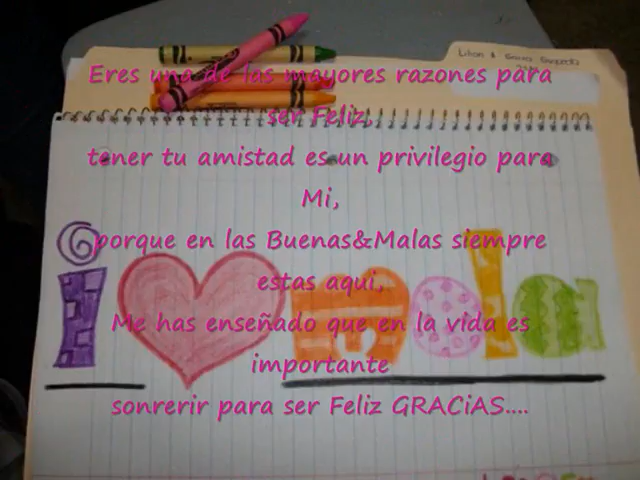 Eres una de las mayores razones para
ser Feliz,
tener tu amistad es un privilegio para
Mi,
porque en las Buenas&Malas siempre
estas aqui,
Me has enseñado que en la vida es
importante
sonrerir para ser Feliz GRACiAS....
i mola